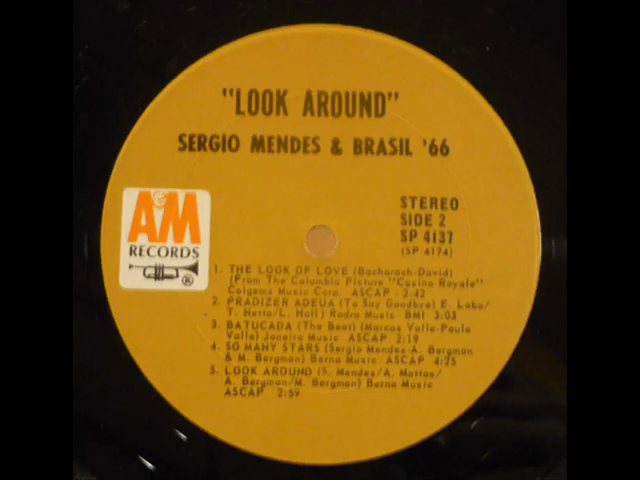 "LOOK AROUND"
SERGIO MENDES & BRASIL '66
A&M
RECORDS
®
STEREO
SIDE 2
SP 4137
(SP 4174)
1. THE LOOK OF LOVE (Bacharach-David)
(From The Columbia Picture "Casino Royale"
Colgems Music Corp. ASCAP - 2:42
2. PRADIZER ADEUA (To Say Goodbye) E. Lobo/
T. Netto/L. Hall) Rodra Music BMI 3:03
3. BATUCADA (The Beat) (Marcos Valle-Paulo
Valle) Janeiro Music ASCAP 2:19
4. SO MANY STARS (Sergio Mendes-A. Bergman
& M. Bergman) Berna Music ASCAP 4:25
5. LOOK AROUND (S. Mendes/A. Mattos/
A. Bergman/M. Bergman) Berna Music
ASCAP 2:59